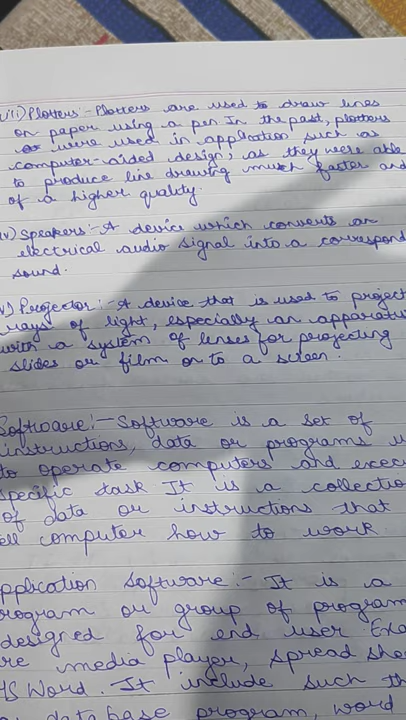 iii) Plotters :- Plotters are used to draw lines
on paper using a pen In the past, plotters
were used in application such as
computer-aided design, as they were able
to produce line drawing much faster and
of a higher quality.
iv) Speakers :- A device which converts an
electrical audio signal into a correspond
sound.
v) Projector :- A device that is used to project
rays of light, especially an apparatu
with a system of lenses for projecting
slides or film on to a screen.
Software :- Software is a set of
instructions, data or programs u
to operate computers and execu
specific task It is a collectio
of data or instructions that
ell computer how to work
pplication Software :- It is a
rogram or group of program
designed for end user Exa
re media player, spread she
MS Word. It include such th
database program, word